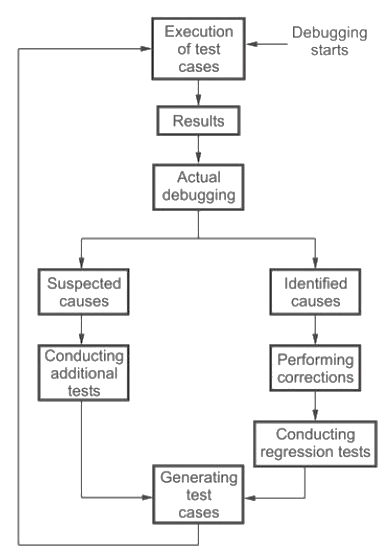 Execution
of test
cases
Debugging
starts
Results
Actual
debugging
Suspected
causes
Identified
causes
Conducting
additional
tests
Performing
corrections
Conducting
regression tests
Generating
test
cases